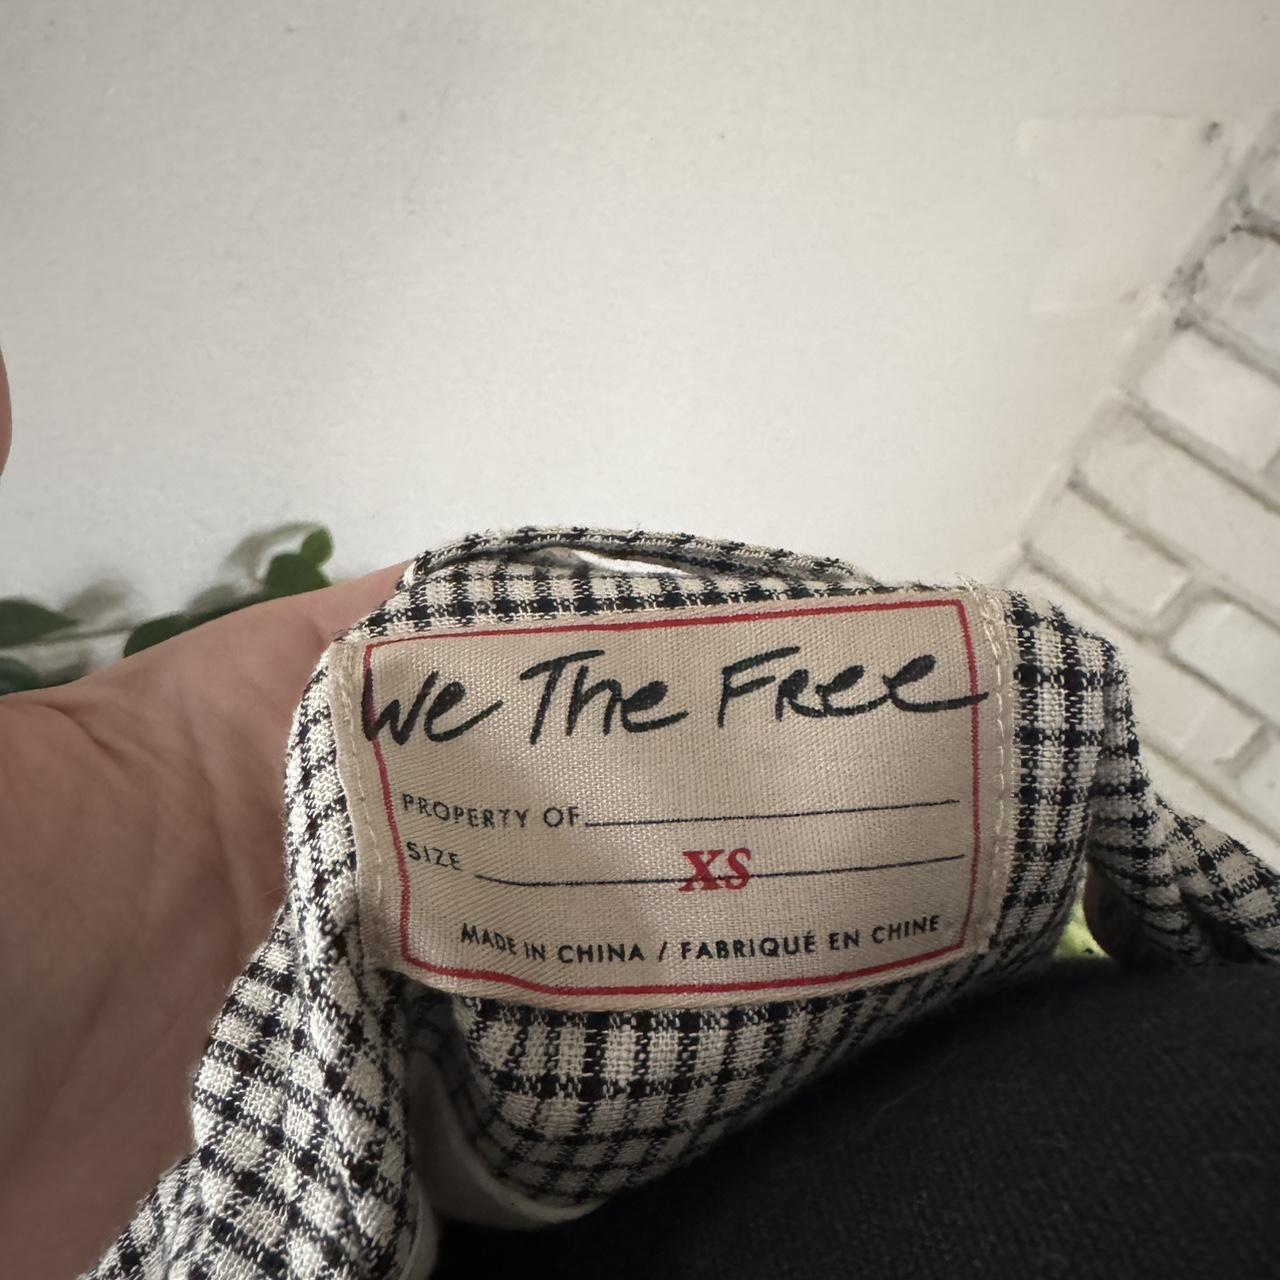 We The Free
PROPERTY OF
SIZE XS
MADE IN CHINA / FABRIQUÉ EN CHINE